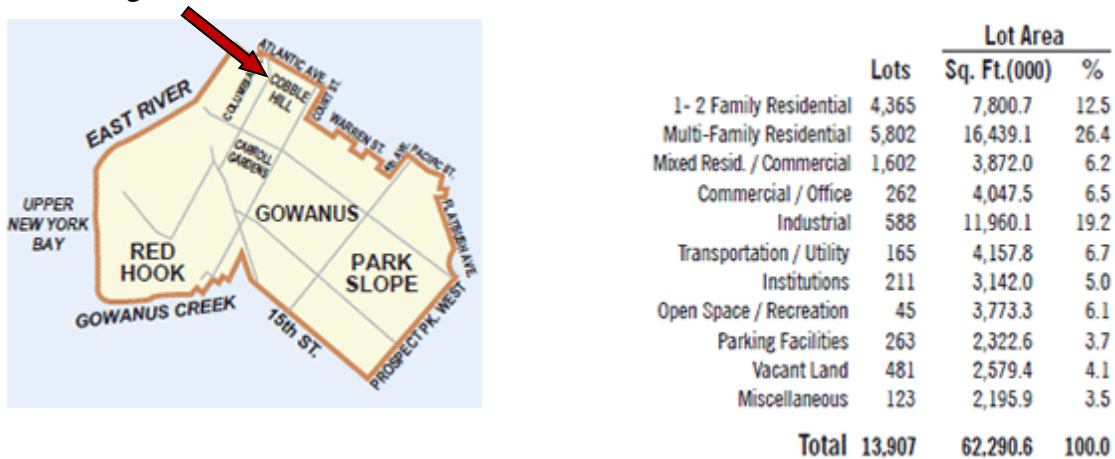 ATLANTIC AVE.
COURT ST.
COBBLE
HILL
EAST RIVER
WARREN ST.
4th AVE.
PACIFIC ST.
CARROLL
GARDENS
FLATBUSH AVE.
UPPER
NEW YORK
BAY
GOWANUS
RED
HOOK
PARK
SLOPE
GOWANUS CREEK
15th ST.
PROSPECT PK. WEST
Lot Area
Lots Sq. Ft.(000) %
1- 2 Family Residential 4,365 7,800.7 12.5
Multi-Family Residential 5,802 16,439.1 26.4
Mixed Resid. / Commercial 1,602 3,872.0 6.2
Commercial / Office 262 4,047.5 6.5
Industrial 588 11,960.1 19.2
Transportation / Utility 165 4,157.8 6.7
Institutions 211 3,142.0 5.0
Open Space / Recreation 45 3,773.3 6.1
Parking Facilities 263 2,322.6 3.7
Vacant Land 481 2,579.4 4.1
Miscellaneous 123 2,195.9 3.5
Total 13,907 62,290.6 100.0